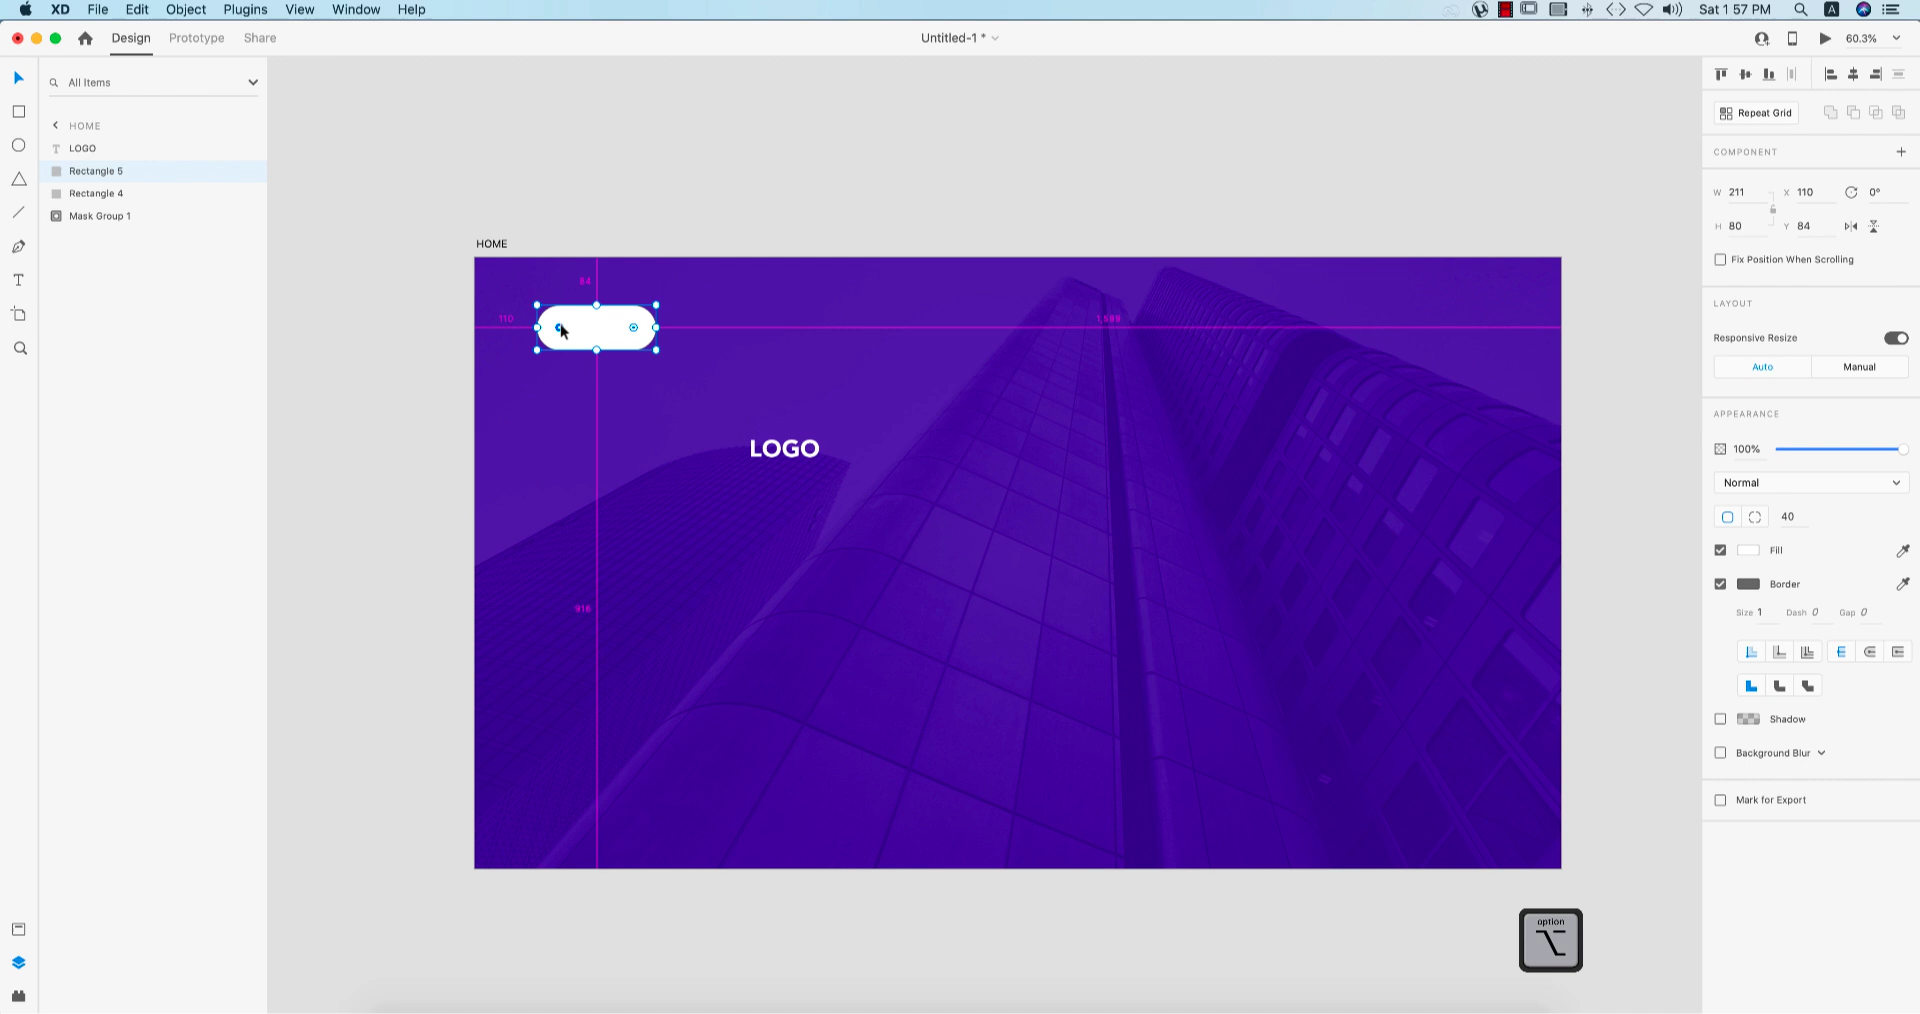 XD File Edit Object Plugins View Window Help
A Sat 1 57 PM
Design Prototype Share
Untitled-1 *
60.3%
All Items
HOME
LOGO
Rectangle 5
Rectangle 4
Mask Group 1
HOME
84
110
1,599
LOGO
916
option
Repeat Grid
COMPONENT
W 211 X 110 0°
H 80 Y 84
Fix Position When Scrolling
LAYOUT
Responsive Resize
Auto Manual
APPEARANCE
100%
Normal
40
Fill
Border
Size 1 Dash 0 Gap 0
Shadow
Background Blur
Mark for Export